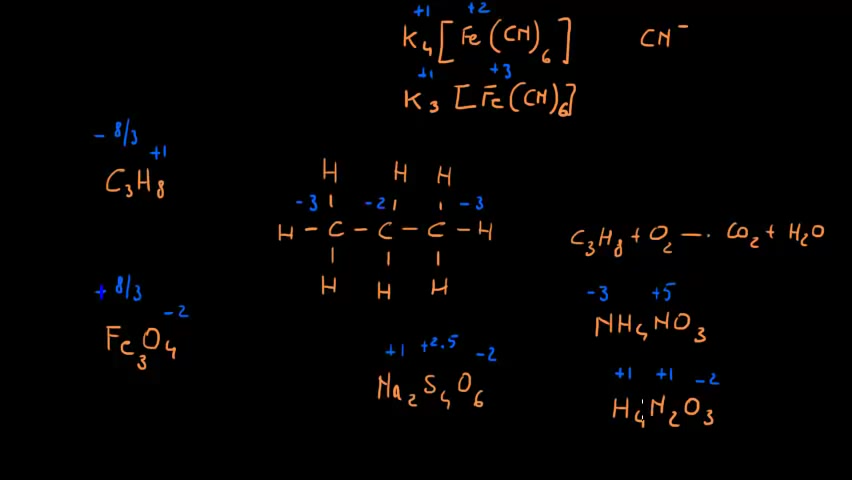 +1 +2
K4[Fe(CN)6] CN⁻
+1 +3
K3[Fe(CN)6]
- 8/3 +1
C3H8
H H H
-3 -2 -3
H - C - C - C - H
H H H
C3H8 + O2 —· CO2 + H2O
+ 8/3 -2
Fe3O4
-3 +5
NH4NO3
+1 +2.5 -2
Na2S4O6
+1 +1 -2
H4N2O3